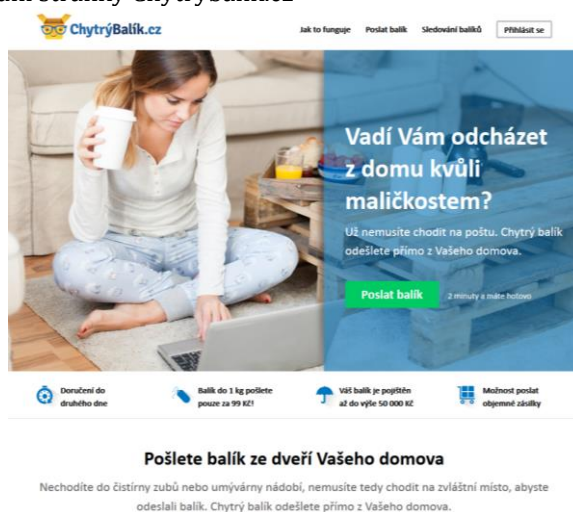 ChytrýBalík.cz
Jak to funguje Poslat balík Sledování balíků Přihlásit se
Vadí Vám odcházet
z domu kvůli
maličkostem?
Už nemusíte chodit na poštu. Chytrý balík
odešlete přímo z Vašeho domova.
Poslat balík 2 minuty a máte hotovo
Doručení do
druhého dne
Balík do 1 kg pošlete
pouze za 99 Kč!
Váš balík je pojištěn
až do výše 50 000 Kč
Možnost poslat
objemné zásilky
Pošlete balík ze dveří Vašeho domova
Nechodíte do čistírny zubů nebo umývárny nádobí, nemusíte tedy chodit na zvláštní místo, abyste
odeslali balík. Chytrý balík odešlete přímo z Vašeho domova.